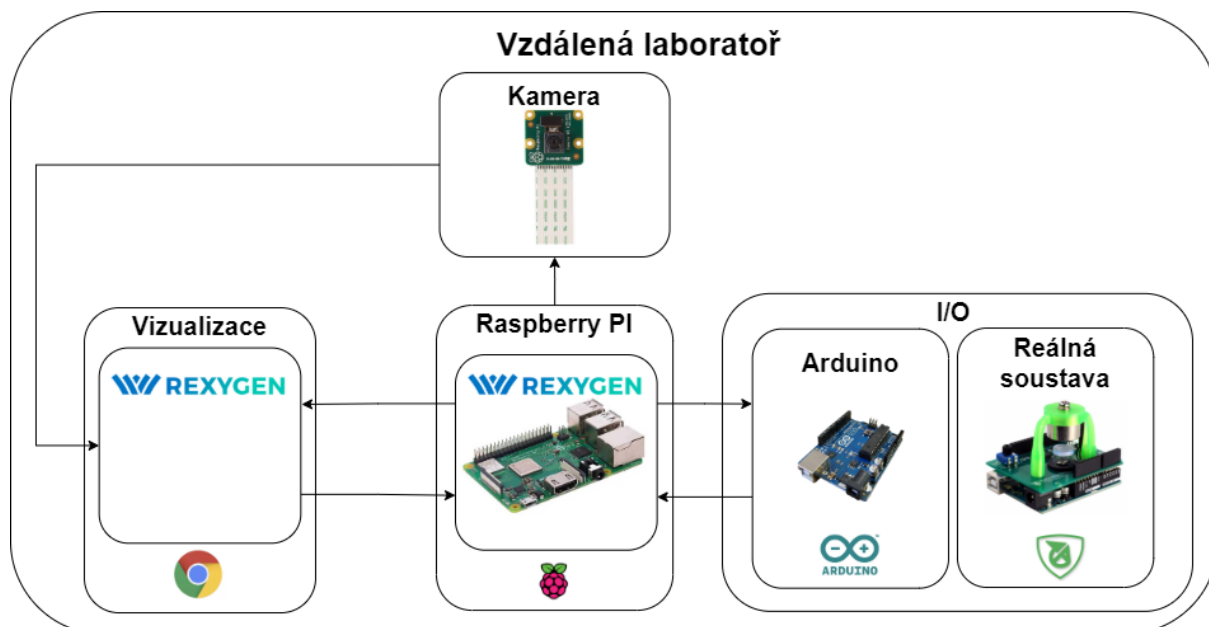 Vzdálená laboratoř
Kamera
Vizualizace
REXYGEN
Raspberry PI
REXYGEN
I/O
Arduino
ARDUINO
Reálná
soustava